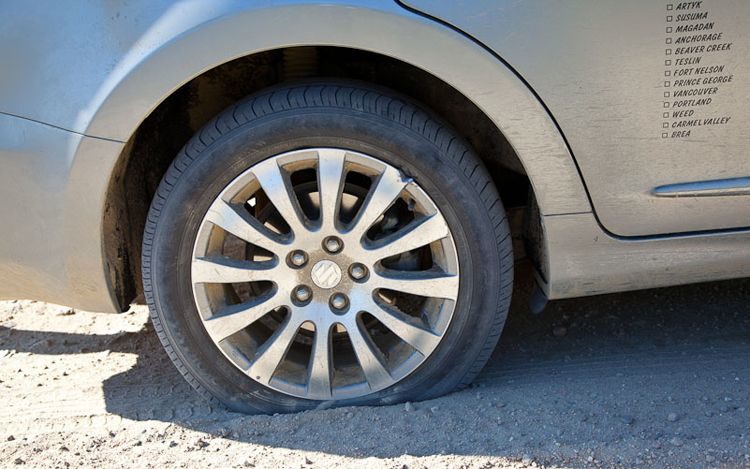 ARTYK
SUSUMA
MAGADAN
ANCHORAGE
BEAVER CREEK
TESLIN
FORT NELSON
PRINCE GEORGE
VANCOUVER
PORTLAND
WEED
CARMEL VALLEY
BREA